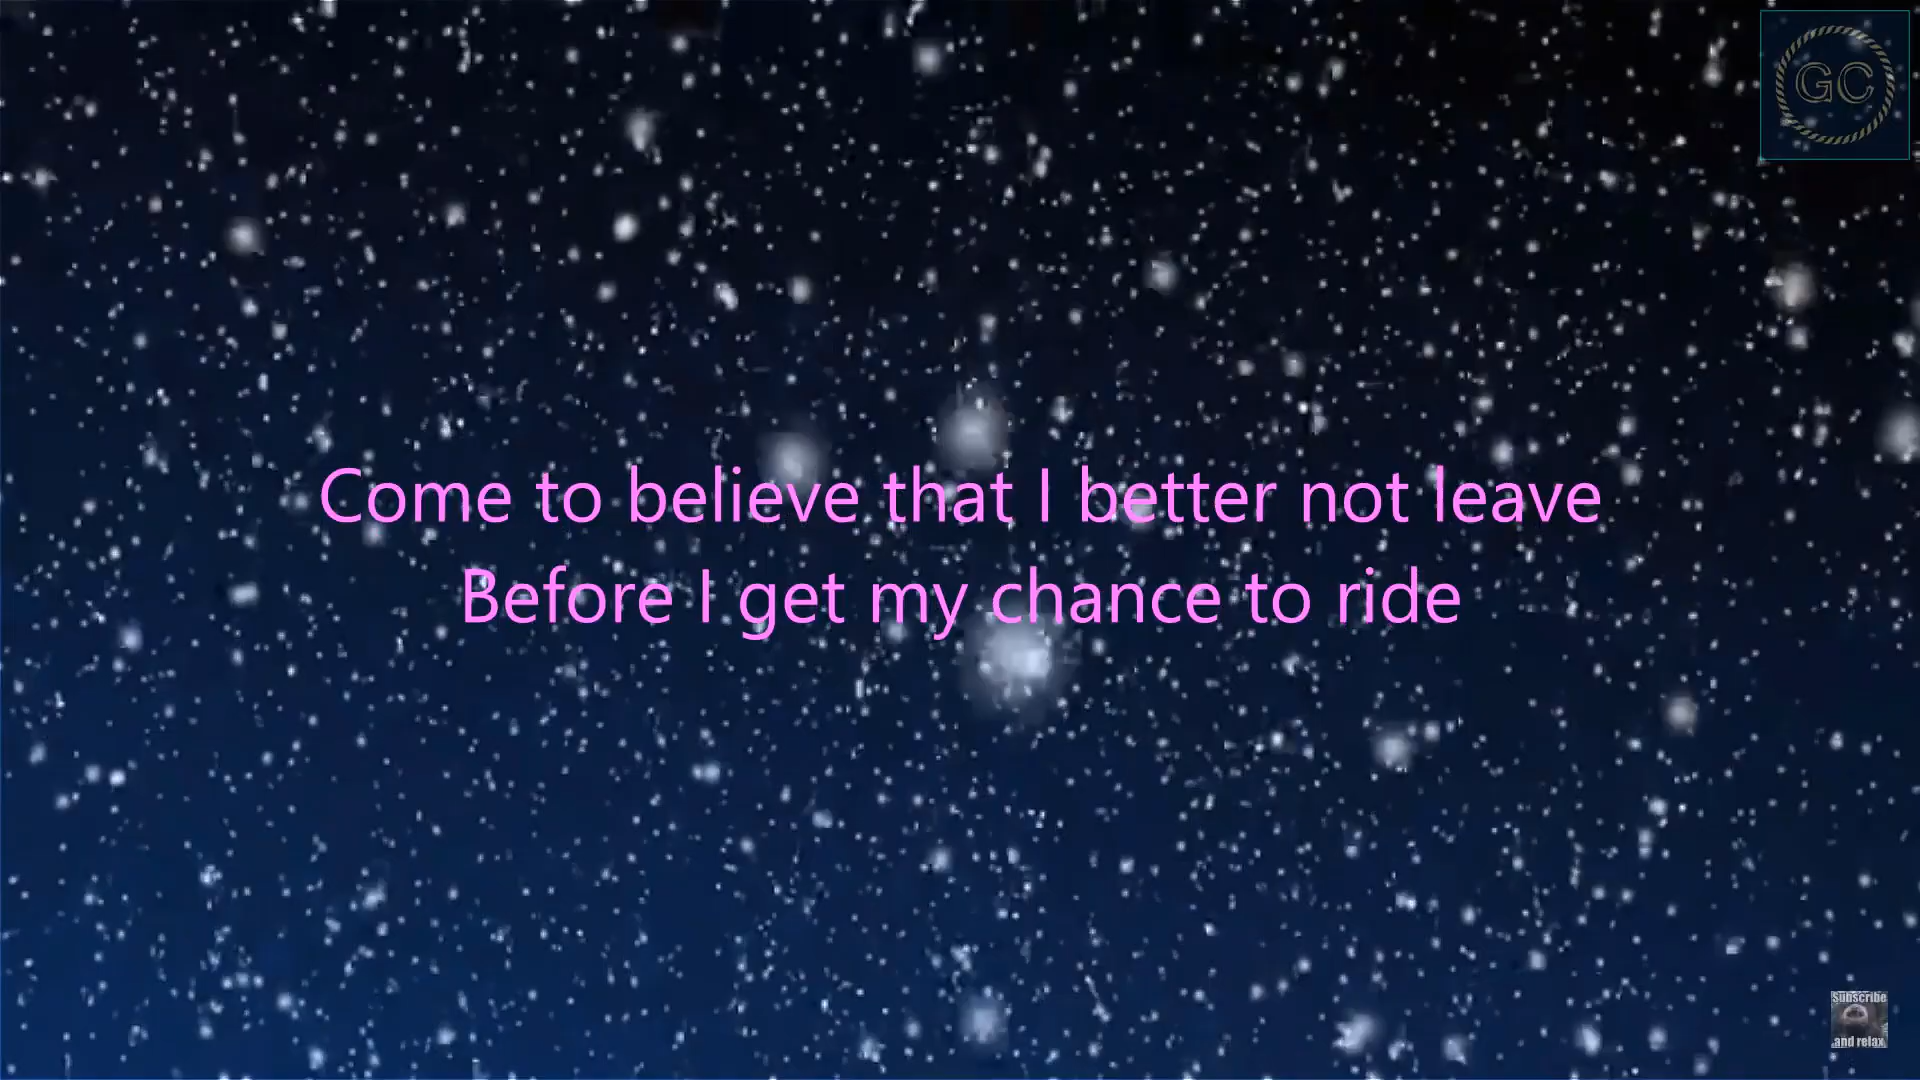 GC
Come to believe that I better not leave
Before I get my chance to ride
Subscribe
and relax